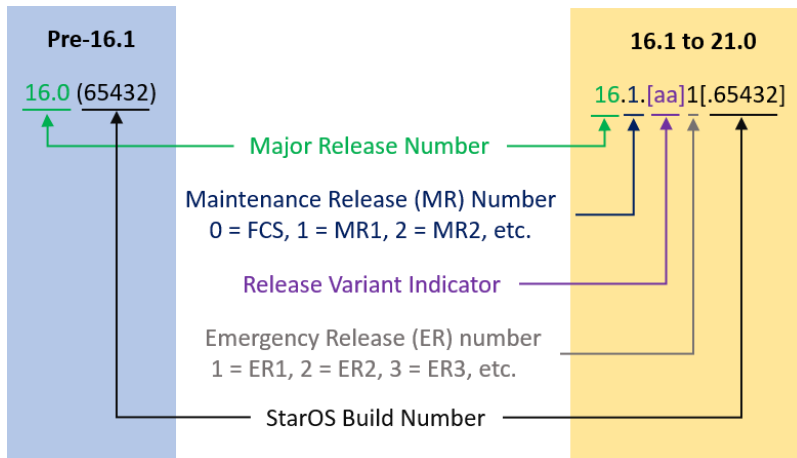 Pre-16.1
16.1 to 21.0
16.0 (65432)
16.1.[aa]1[.65432]
Major Release Number
Maintenance Release (MR) Number
0 = FCS, 1 = MR1, 2 = MR2, etc.
Release Variant Indicator
Emergency Release (ER) number
1 = ER1, 2 = ER2, 3 = ER3, etc.
StarOS Build Number